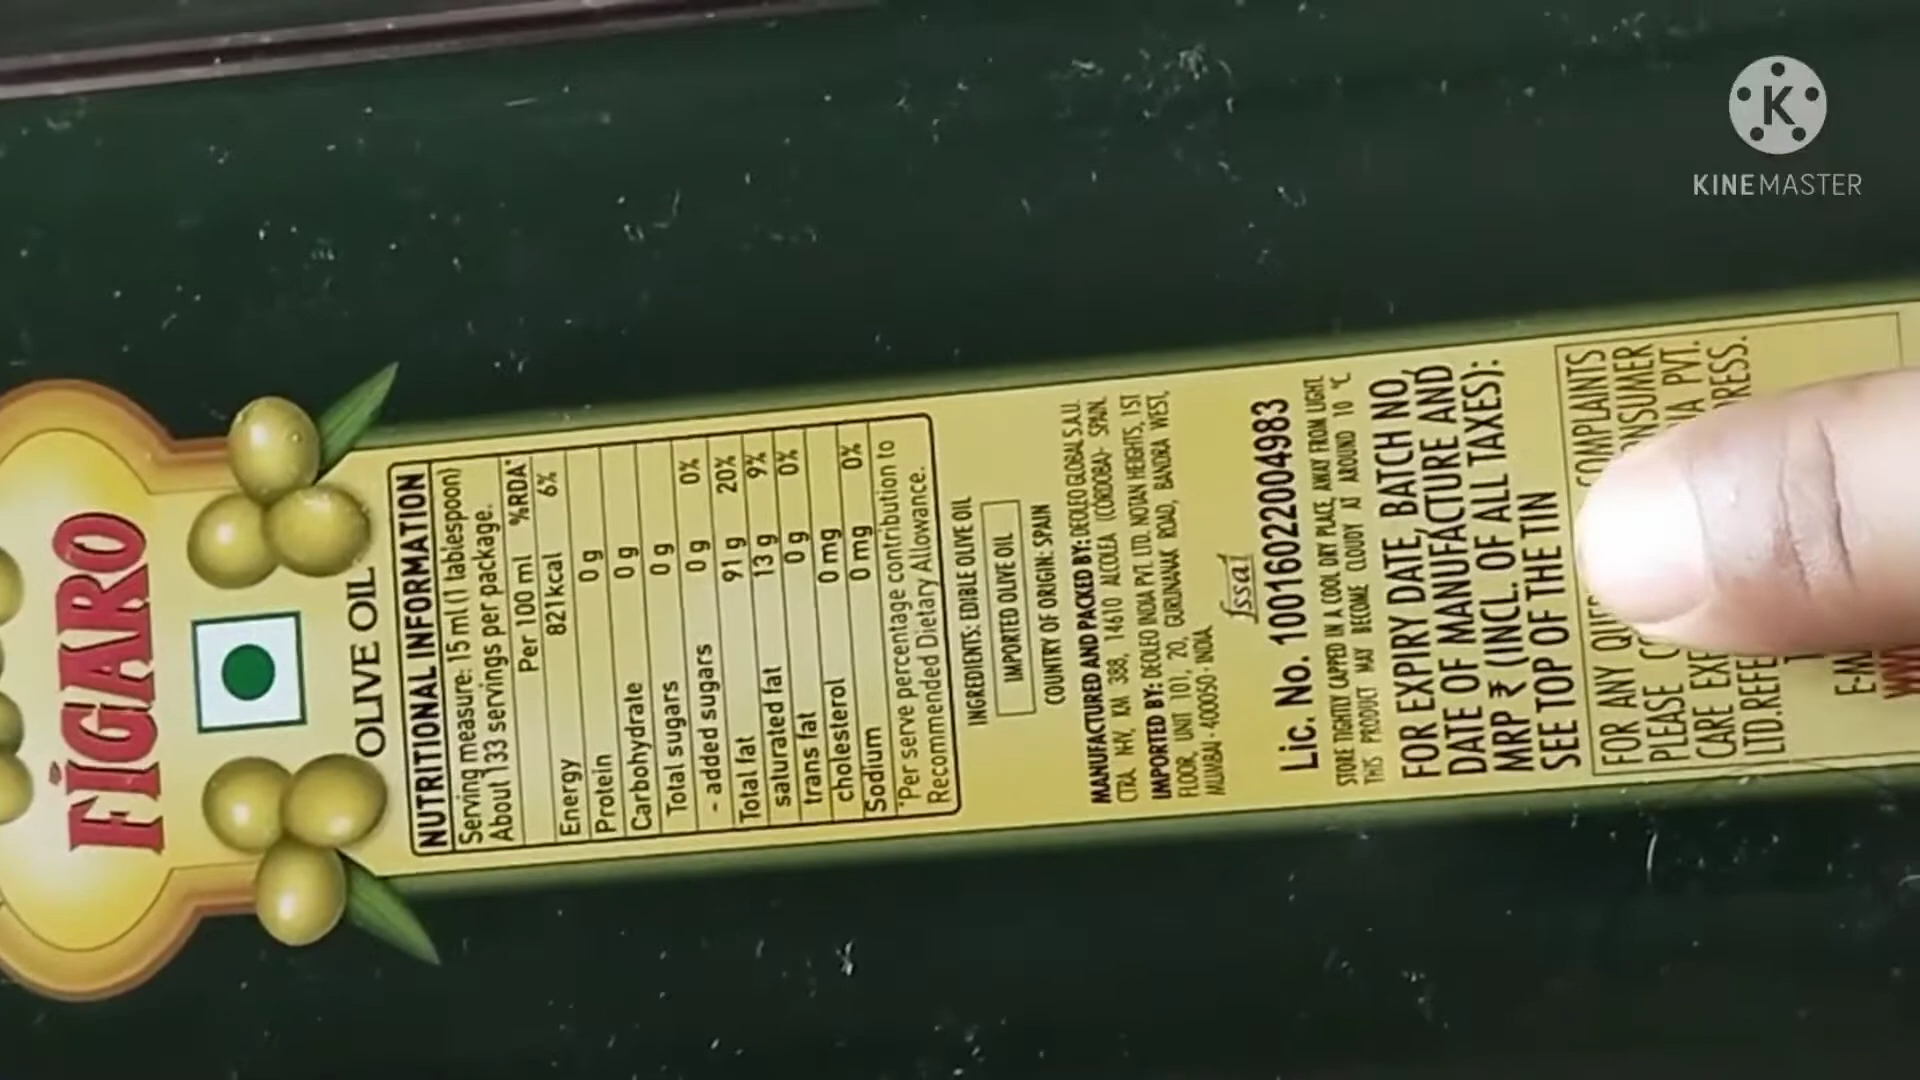 FIGARO
OLIVE OIL
NUTRITIONAL INFORMATION
Serving measure: 15 ml (1 tablespoon)
About 133 servings per package.
Per 100 ml %RDA*
Energy 821kcal 6%
Protein 0 g
Carbohydrate 0 g
Total sugars 0 g
- added sugars 0 g 0%
Total fat 91 g 20%
saturated fat 13 g 9%
trans fat 0 g 0%
cholesterol 0 mg
Sodium 0 mg 0%
*Per serve percentage contribution to
Recommended Dietary Allowance.
INGREDIENTS: EDIBLE OLIVE OIL
IMPORTED OLIVE OIL
COUNTRY OF ORIGIN: SPAIN
MANUFACTURED AND PACKED BY: DEOLEO GLOBAL S.A.U.
CTRA. N-IV, KM 388, 14610 ALCOLEA (CORDOBA)- SPAIN.
IMPORTED BY: DEOLEO INDIA PVT. LTD. NOTAN HEIGHTS, 1ST
FLOOR, UNIT 101, 20, GURUNANAK ROAD, BANDRA WEST,
MUMBAI - 400050 - INDIA.
fssai
Lic. No. 10016022004983
STORE TIGHTLY CAPPED IN A COOL DRY PLACE, AWAY FROM LIGHT.
THIS PRODUCT MAY BECOME CLOUDY AT AROUND 10 °C
FOR EXPIRY DATE, BATCH NO,
DATE OF MANUFACTURE AND
MRP ₹ (INCL. OF ALL TAXES):
SEE TOP OF THE TIN
FOR ANY COMPLAINTS
PLEASE
CARE PVT.
LTD.
K
KINEMASTER